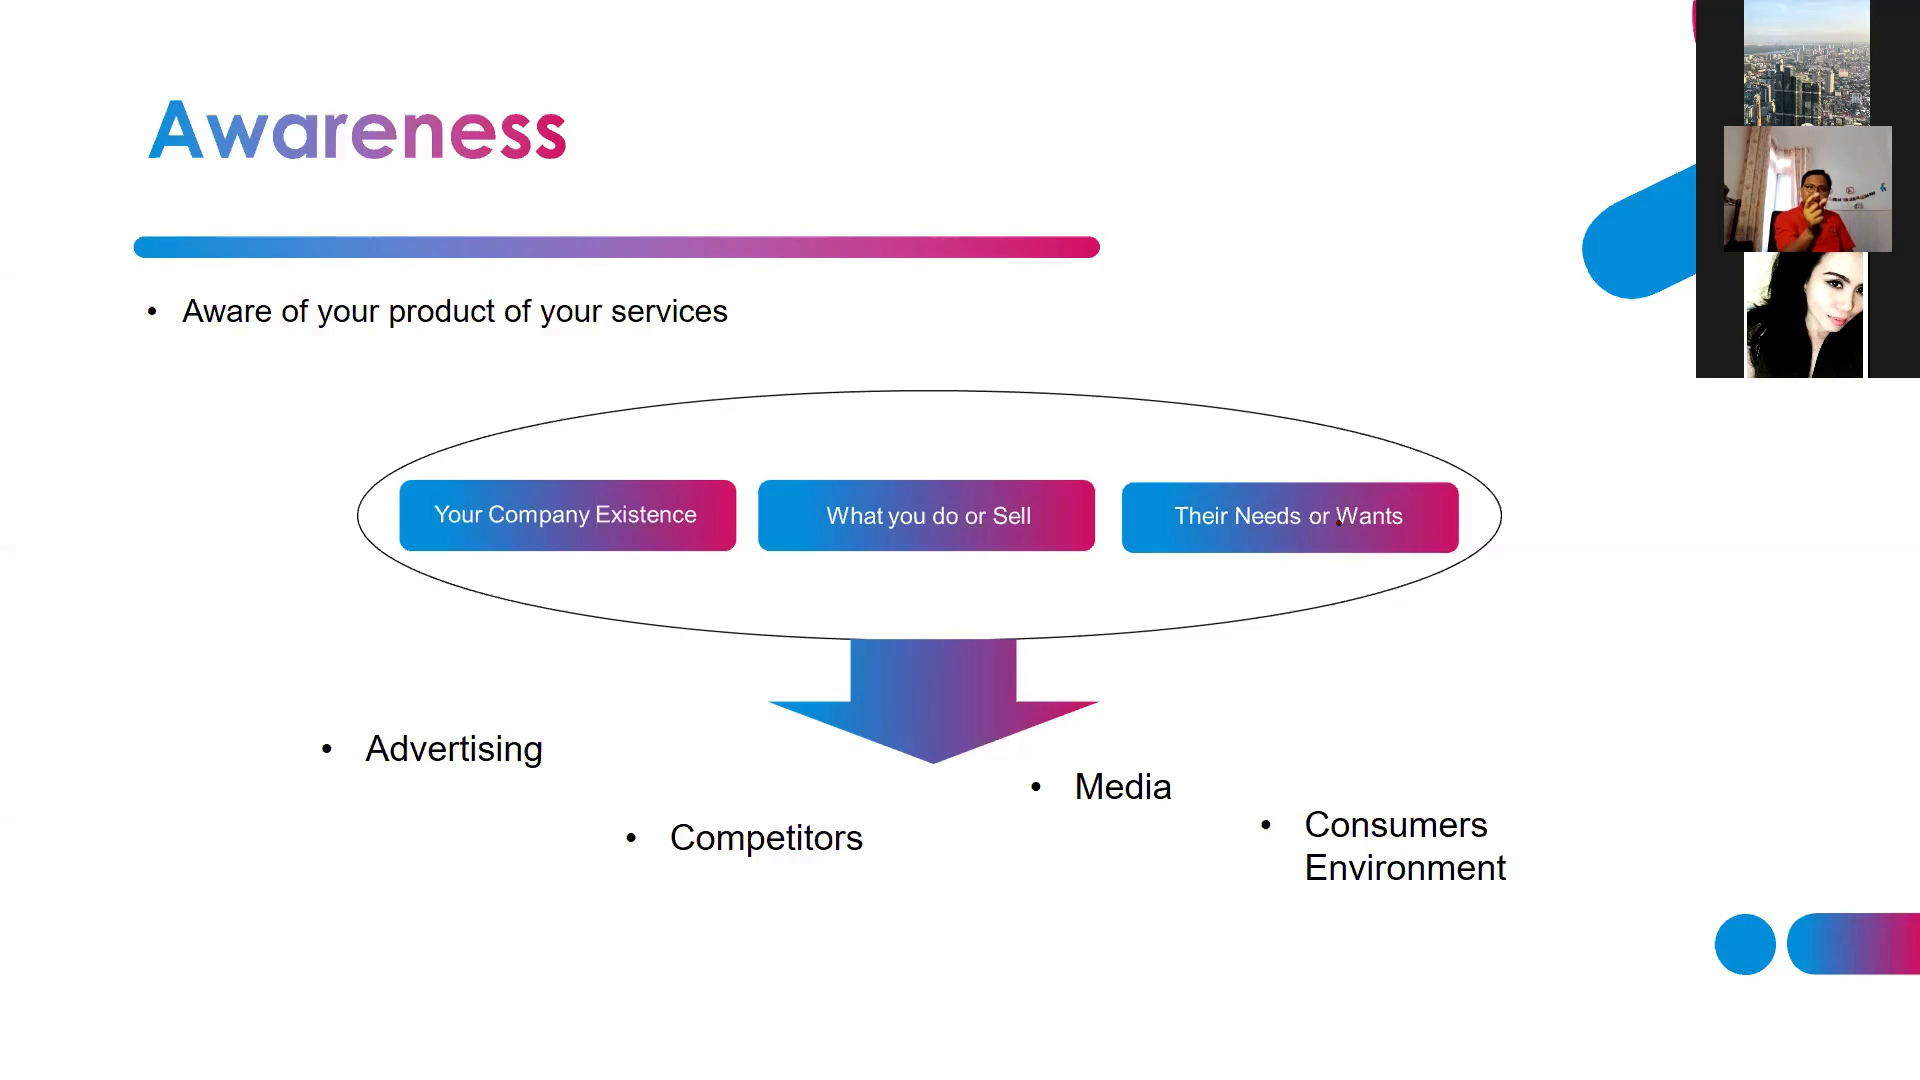 Awareness
• Aware of your product of your services
Your Company Existence
What you do or Sell
Their Needs or Wants
• Advertising
• Media
• Competitors
• Consumers
Environment